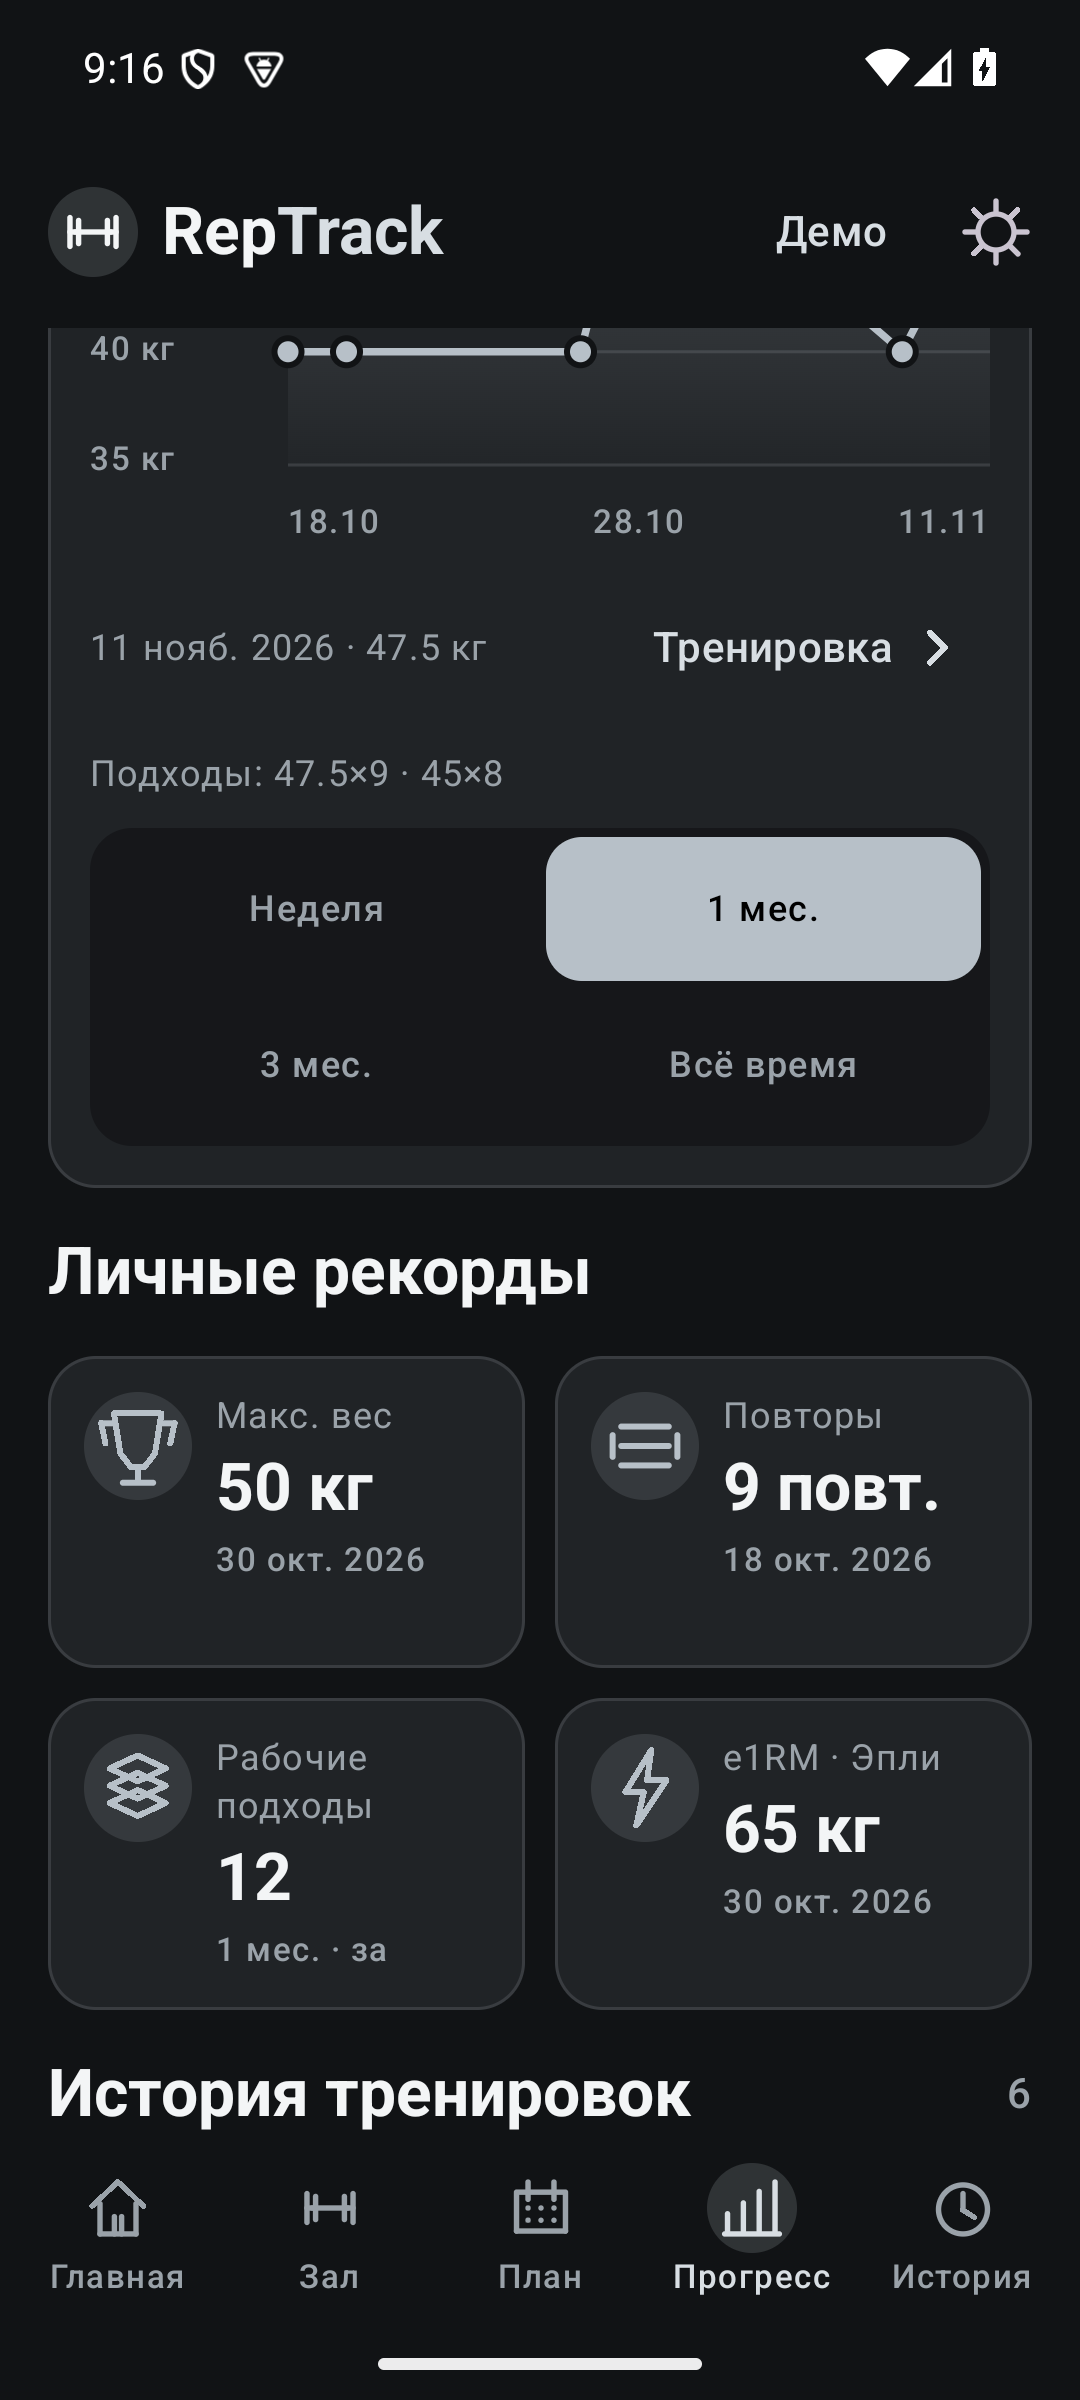 9:16
RepTrack
Демо
40 кг
35 кг
18.10 28.10 11.11
11 нояб. 2026 · 47.5 кг
Тренировка
Подходы: 47.5×9 · 45×8
Неделя
1 мес.
3 мес.
Всё время
Личные рекорды
Макс. вес
50 кг
30 окт. 2026
Повторы
9 повт.
18 окт. 2026
Рабочие
подходы
12
1 мес. · за
e1RM · Эпли
65 кг
30 окт. 2026
История тренировок
6
Главная
Зал
План
Прогресс
История